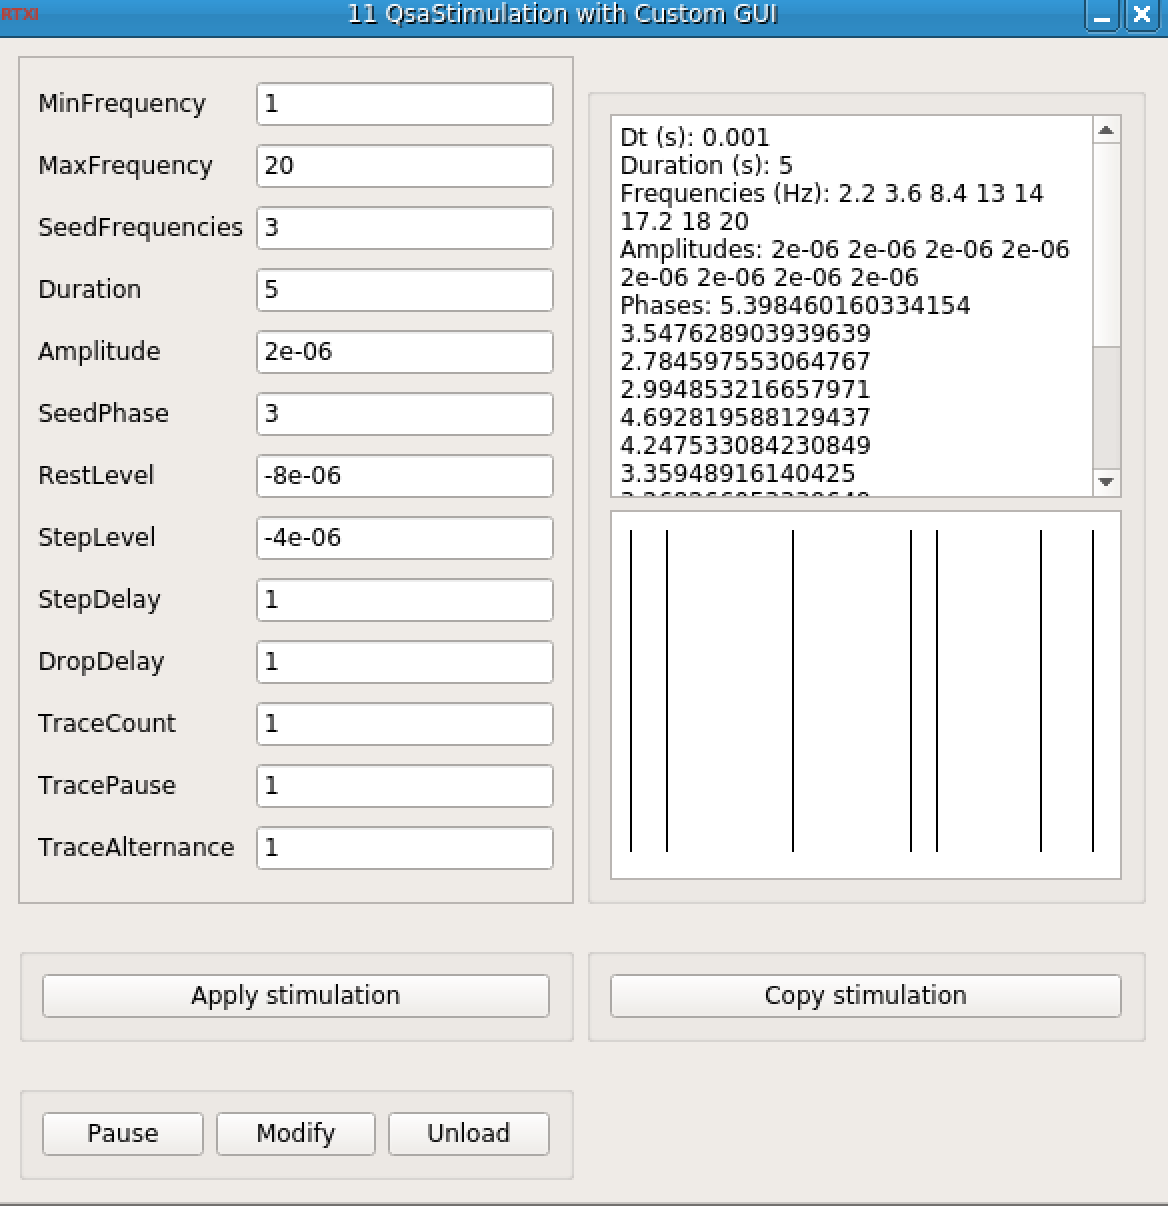 RTXI
11 QsaStimulation with Custom GUI
MinFrequency 1
MaxFrequency 20
SeedFrequencies 3
Duration 5
Amplitude 2e-06
SeedPhase 3
RestLevel -8e-06
StepLevel -4e-06
StepDelay 1
DropDelay 1
TraceCount 1
TracePause 1
TraceAlternance 1
Dt (s): 0.001
Duration (s): 5
Frequencies (Hz): 2.2 3.6 8.4 13 14
17.2 18 20
Amplitudes: 2e-06 2e-06 2e-06 2e-06
2e-06 2e-06 2e-06 2e-06
Phases: 5.398460160334154
3.547628903939639
2.784597553064767
2.994853216657971
4.692819588129437
4.247533084230849
3.35948916140425
Apply stimulation
Copy stimulation
Pause Modify Unload